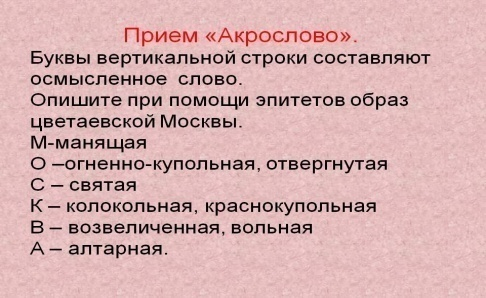 Прием «Акрослово».
Буквы вертикальной строки составляют
осмысленное слово.
Опишите при помощи эпитетов образ
цветаевской Москвы.
М-манящая
О –огненно-купольная, отвергнутая
С – святая
К – колокольная, краснокупольная
В – возвеличенная, вольная
А – алтарная.